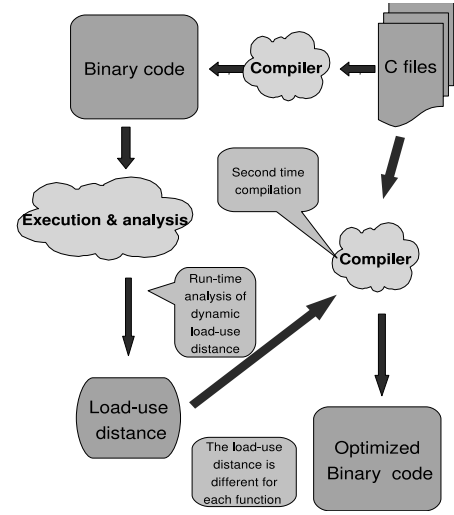 Binary code
Compiler
C files
Second time
compilation
Execution & analysis
Compiler
Run-time
analysis of
dynamic
load-use
distance
Load-use
distance
The load-use
distance is
different for
each function
Optimized
Binary code